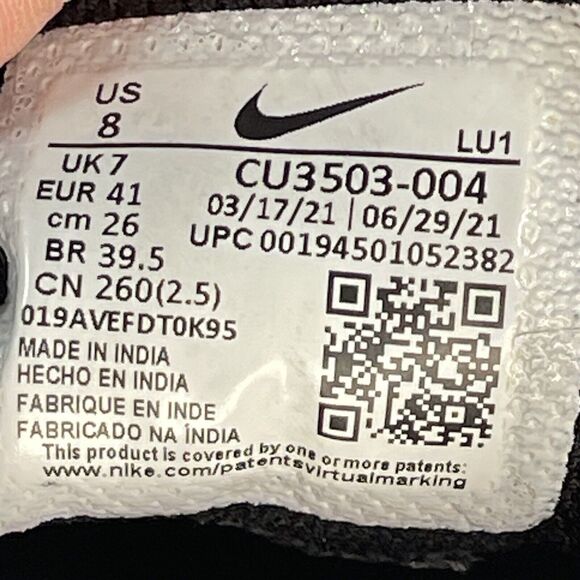 US
8
LU1
UK 7
EUR 41
cm 26
BR 39.5
CN 260(2.5)
CU3503-004
03/17/21 | 06/29/21
UPC 00194501052382
019AVEFDT0K95
MADE IN INDIA
HECHO EN INDIA
FABRIQUE EN INDE
FABRICADO NA ÍNDIA
This product is covered by one or more patents:
www.nike.com/patentsvirtualmarking